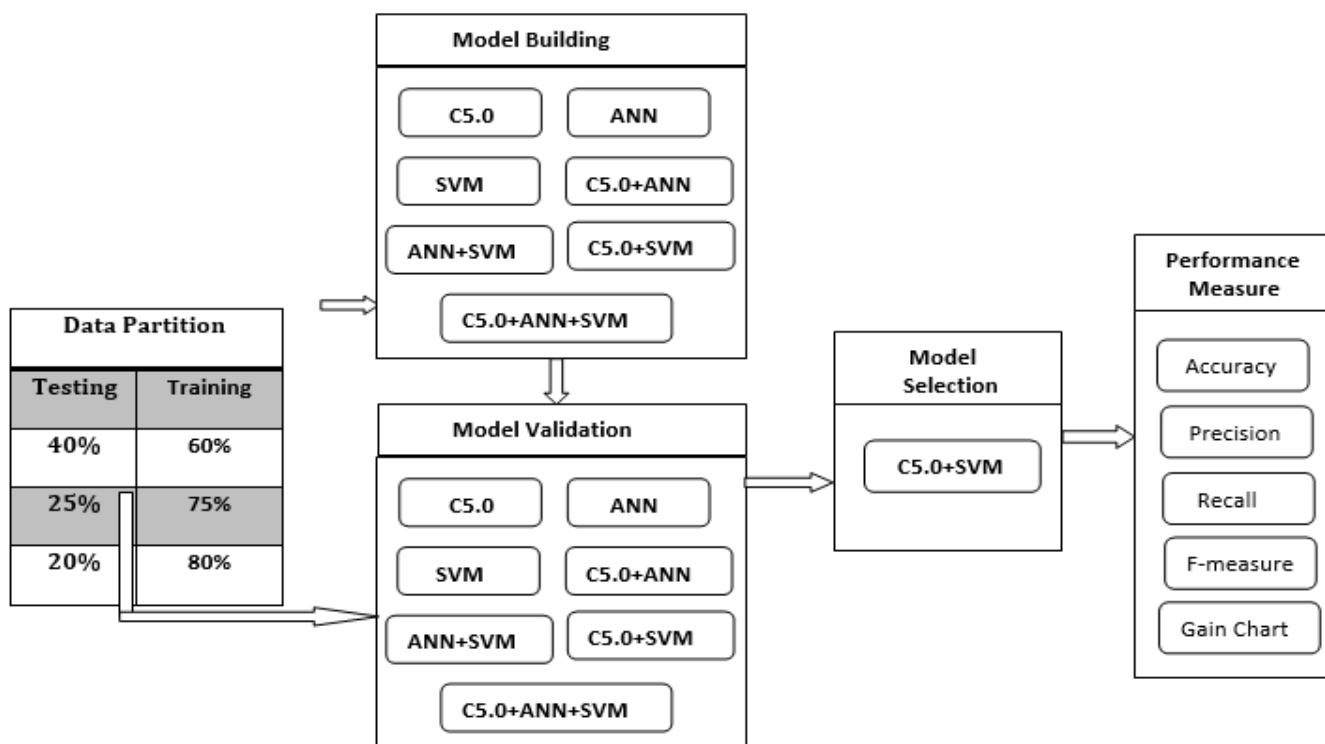 Data Partition
Testing Training
40% 60%
25% 75%
20% 80%
Model Building
C5.0 ANN
SVM C5.0+ANN
ANN+SVM C5.0+SVM
C5.0+ANN+SVM
Model Validation
C5.0 ANN
SVM C5.0+ANN
ANN+SVM C5.0+SVM
C5.0+ANN+SVM
Model
Selection
C5.0+SVM
Performance
Measure
Accuracy
Precision
Recall
F-measure
Gain Chart